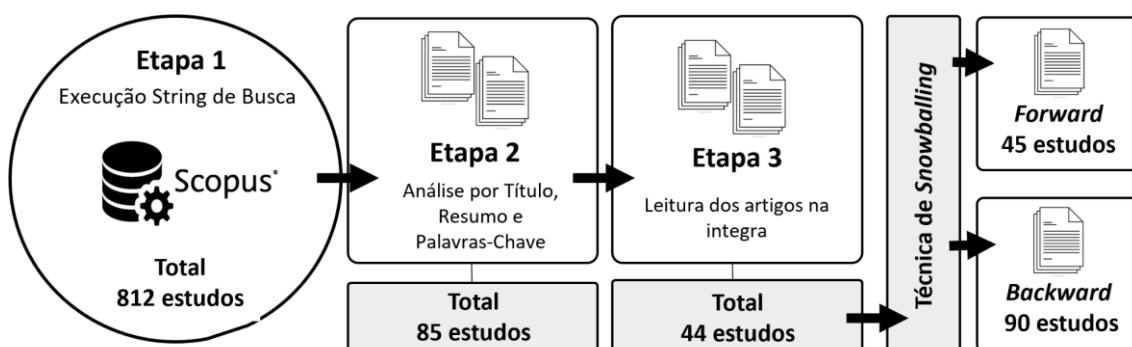 Etapa 1
Execução String de Busca
Scopus®
Total
812 estudos
Etapa 2
Análise por Título,
Resumo e
Palavras-Chave
Total
85 estudos
Etapa 3
Leitura dos artigos na
integra
Total
44 estudos
Técnica de Snowballing
Forward
45 estudos
Backward
90 estudos